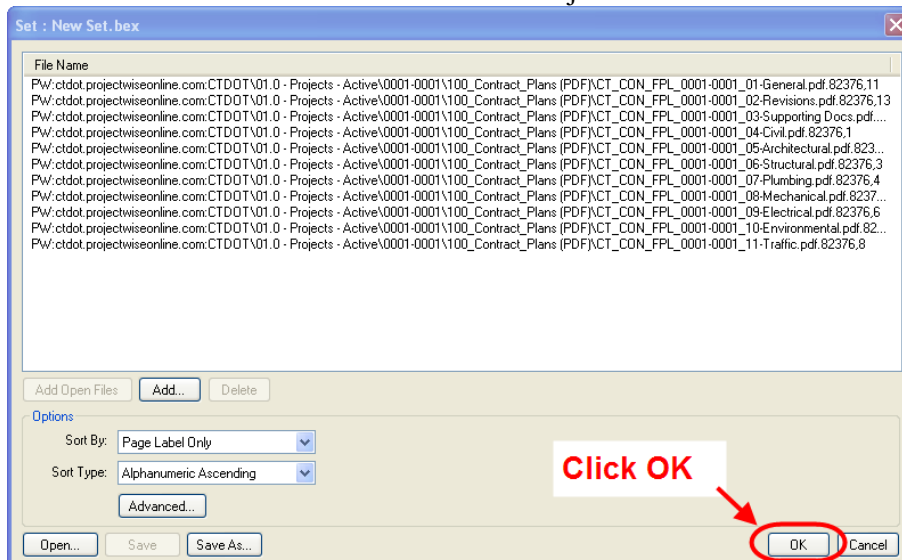 Set : New Set.bex
File Name
PW:ctdot.projectwiseonline.com:CTDOT\01.0 - Projects - Active\0001-0001\100_Contract_Plans (PDF)\CT_CON_FPL_0001-0001_01-General.pdf.82376,11
PW:ctdot.projectwiseonline.com:CTDOT\01.0 - Projects - Active\0001-0001\100_Contract_Plans (PDF)\CT_CON_FPL_0001-0001_02-Revisions.pdf.82376,13
PW:ctdot.projectwiseonline.com:CTDOT\01.0 - Projects - Active\0001-0001\100_Contract_Plans (PDF)\CT_CON_FPL_0001-0001_03-Supporting Docs.pdf....
PW:ctdot.projectwiseonline.com:CTDOT\01.0 - Projects - Active\0001-0001\100_Contract_Plans (PDF)\CT_CON_FPL_0001-0001_04-Civil.pdf.82376,1
PW:ctdot.projectwiseonline.com:CTDOT\01.0 - Projects - Active\0001-0001\100_Contract_Plans (PDF)\CT_CON_FPL_0001-0001_05-Architectural.pdf.823...
PW:ctdot.projectwiseonline.com:CTDOT\01.0 - Projects - Active\0001-0001\100_Contract_Plans (PDF)\CT_CON_FPL_0001-0001_06-Structural.pdf.82376,3
PW:ctdot.projectwiseonline.com:CTDOT\01.0 - Projects - Active\0001-0001\100_Contract_Plans (PDF)\CT_CON_FPL_0001-0001_07-Plumbing.pdf.82376,4
PW:ctdot.projectwiseonline.com:CTDOT\01.0 - Projects - Active\0001-0001\100_Contract_Plans (PDF)\CT_CON_FPL_0001-0001_08-Mechanical.pdf.8237...
PW:ctdot.projectwiseonline.com:CTDOT\01.0 - Projects - Active\0001-0001\100_Contract_Plans (PDF)\CT_CON_FPL_0001-0001_09-Electrical.pdf.82376,6
PW:ctdot.projectwiseonline.com:CTDOT\01.0 - Projects - Active\0001-0001\100_Contract_Plans (PDF)\CT_CON_FPL_0001-0001_10-Environmental.pdf.82...
PW:ctdot.projectwiseonline.com:CTDOT\01.0 - Projects - Active\0001-0001\100_Contract_Plans (PDF)\CT_CON_FPL_0001-0001_11-Traffic.pdf.82376,8
Add Open Files Add... Delete
Options
Sort By: Page Label Only
Sort Type: Alphanumeric Ascending
Click OK
Advanced...
Open... Save Save As... OK Cancel